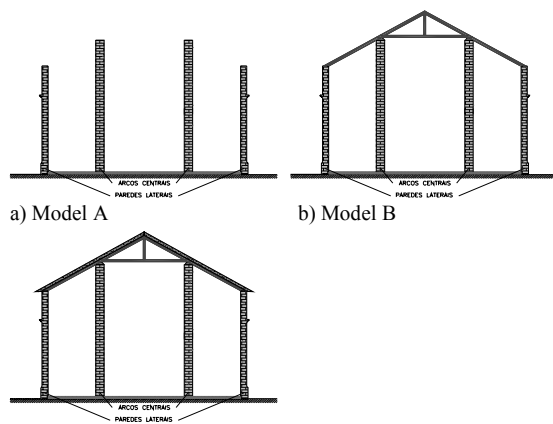 ARCOS CENTRAIS
PAREDES LATERAIS
a) Model A
ARCOS CENTRAIS
PAREDES LATERAIS
b) Model B
ARCOS CENTRAIS
PAREDES LATERAIS